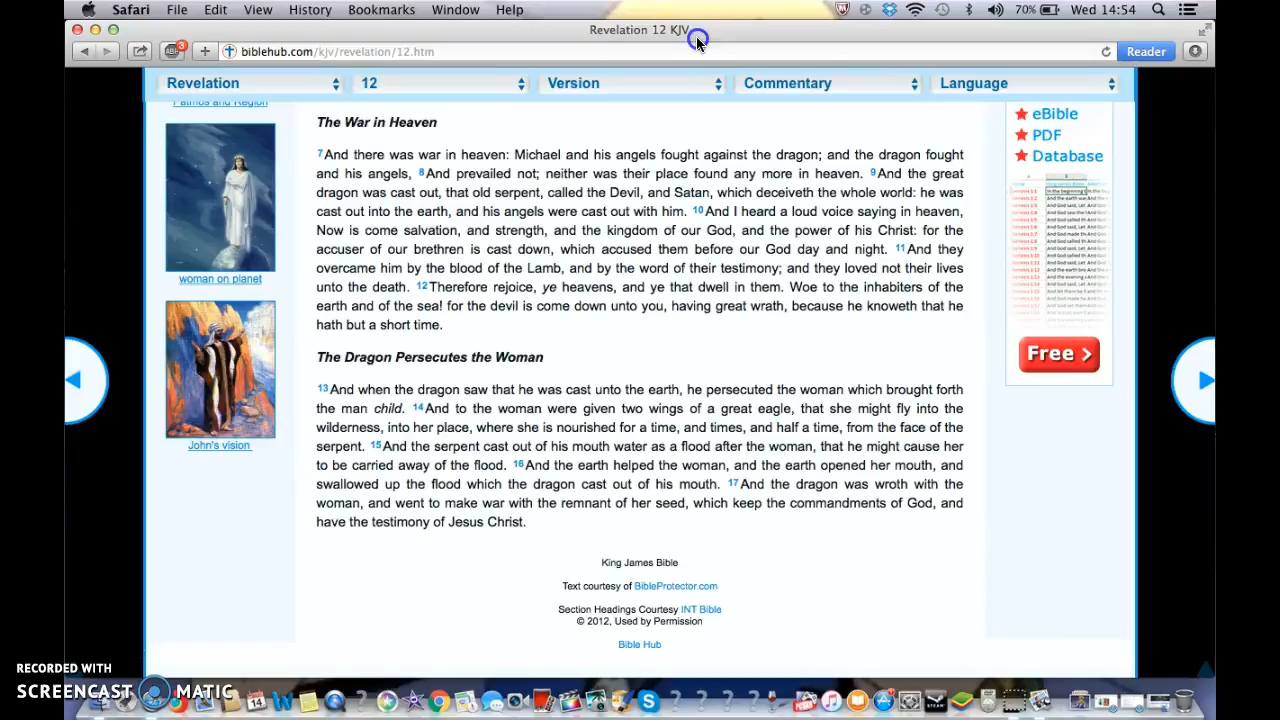 Safari File Edit View History Bookmarks Window Help 70% Wed 14:54
Revelation 12 KJV
ABP 3 biblehub.com/kjv/revelation/12.htm Reader
Revelation 12 Version Commentary Language
Patmos and Region
The War in Heaven
7And there was war in heaven: Michael and his angels fought against the dragon; and the dragon fought
and his angels, 8And prevailed not; neither was their place found any more in heaven. 9And the great
dragon was cast out, that old serpent, called the Devil, and Satan, which deceiveth the whole world: he was
cast out into the earth, and his angels were cast out with him. 10And I heard a loud voice saying in heaven,
Now is come salvation, and strength, and the kingdom of our God, and the power of his Christ: for the
accuser of our brethren is cast down, which accused them before our God day and night. 11And they
overcame him by the blood of the Lamb, and by the word of their testimony; and they loved not their lives
unto the death. 12Therefore rejoice, ye heavens, and ye that dwell in them. Woe to the inhabiters of the
earth and of the sea! for the devil is come down unto you, having great wrath, because he knoweth that he
hath but a short time.
woman on planet
The Dragon Persecutes the Woman
13And when the dragon saw that he was cast unto the earth, he persecuted the woman which brought forth
the man child. 14And to the woman were given two wings of a great eagle, that she might fly into the
wilderness, into her place, where she is nourished for a time, and times, and half a time, from the face of the
serpent. 15And the serpent cast out of his mouth water as a flood after the woman, that he might cause her
to be carried away of the flood. 16And the earth helped the woman, and the earth opened her mouth, and
swallowed up the flood which the dragon cast out of his mouth. 17And the dragon was wroth with the
woman, and went to make war with the remnant of her seed, which keep the commandments of God, and
have the testimony of Jesus Christ.
John's vision
King James Bible
Text courtesy of BibleProtector.com
Section Headings Courtesy INT Bible
© 2012, Used by Permission
Bible Hub
eBible
PDF
Database
Free >
RECORDED WITH
SCREENCAST MATIC